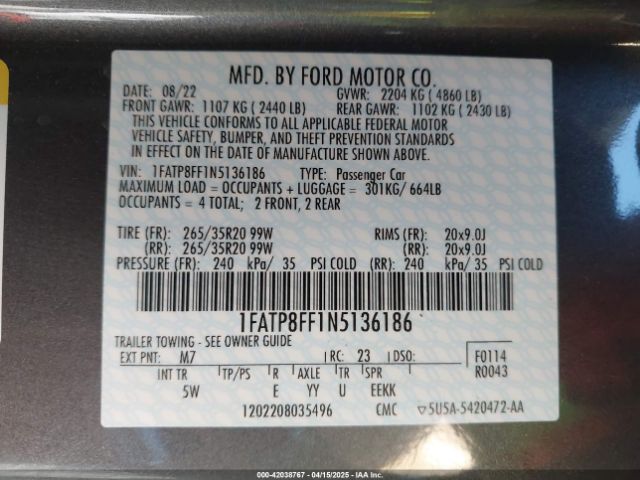 MFD. BY FORD MOTOR CO.
DATE: 08/22 GVWR: 2204 KG ( 4860 LB)
FRONT GAWR: 1107 KG ( 2440 LB) REAR GAWR: 1102 KG ( 2430 LB)
THIS VEHICLE CONFORMS TO ALL APPLICABLE FEDERAL MOTOR
VEHICLE SAFETY, BUMPER, AND THEFT PREVENTION STANDARDS
IN EFFECT ON THE DATE OF MANUFACTURE SHOWN ABOVE.
VIN: 1FATP8FF1N5136186 TYPE: Passenger Car
MAXIMUM LOAD = OCCUPANTS + LUGGAGE = 301KG/ 664LB
OCCUPANTS = 4 TOTAL; 2 FRONT, 2 REAR
TIRE (FR): 265/35R20 99W RIMS (FR): 20x9.0J
(RR): 265/35R20 99W (RR): 20x9.0J
PRESSURE (FR): 240 kPa/ 35 PSI COLD (RR): 240 kPa/ 35 PSI COLD
1FATP8FF1N5136186
TRAILER TOWING - SEE OWNER GUIDE
EXT PNT: M7 RC: 23 DSO: F0114
INT TR TP/PS R AXLE TR SPR R0043
5W E YY U EEKK
1202208035496 CMC 5U5A-5420472-AA
000-42038767 - 04/15/2025 - IAAI.COM